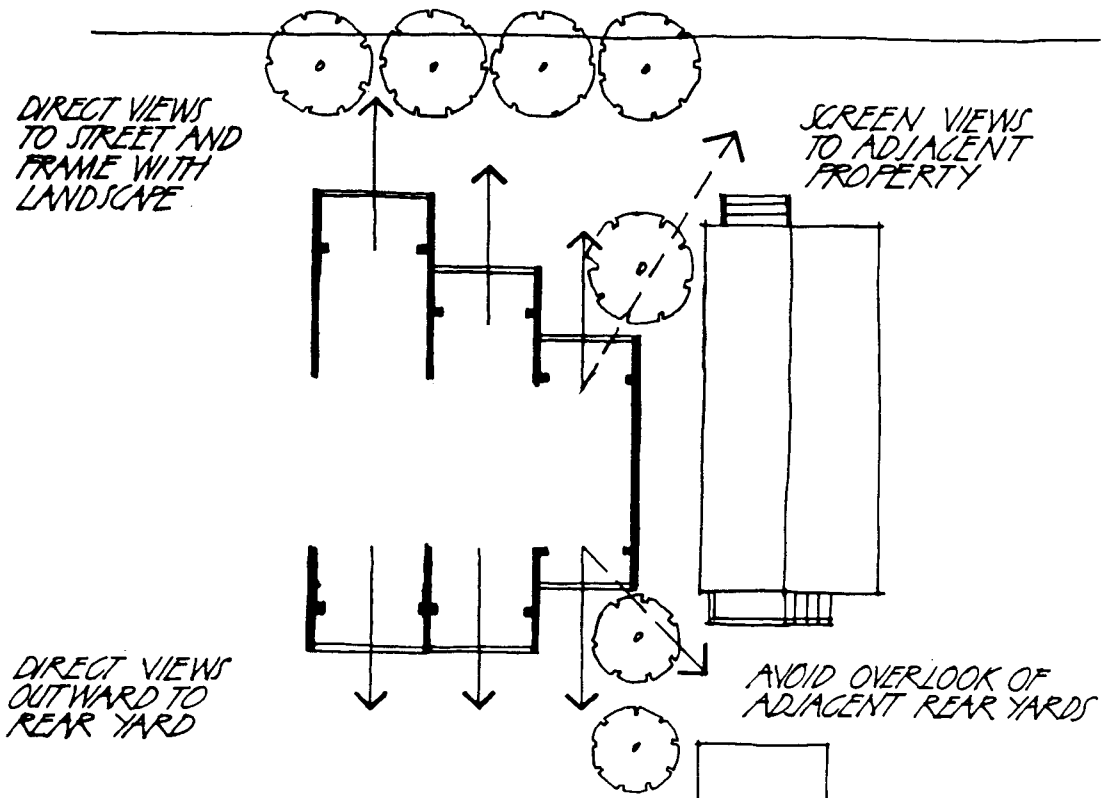 DIRECT VIEWS
TO STREET AND
FRAME WITH
LANDSCAPE
SCREEN VIEWS
TO ADJACENT
PROPERTY
DIRECT VIEWS
OUTWARD TO
REAR YARD
AVOID OVERLOOK OF
ADJACENT REAR YARDS